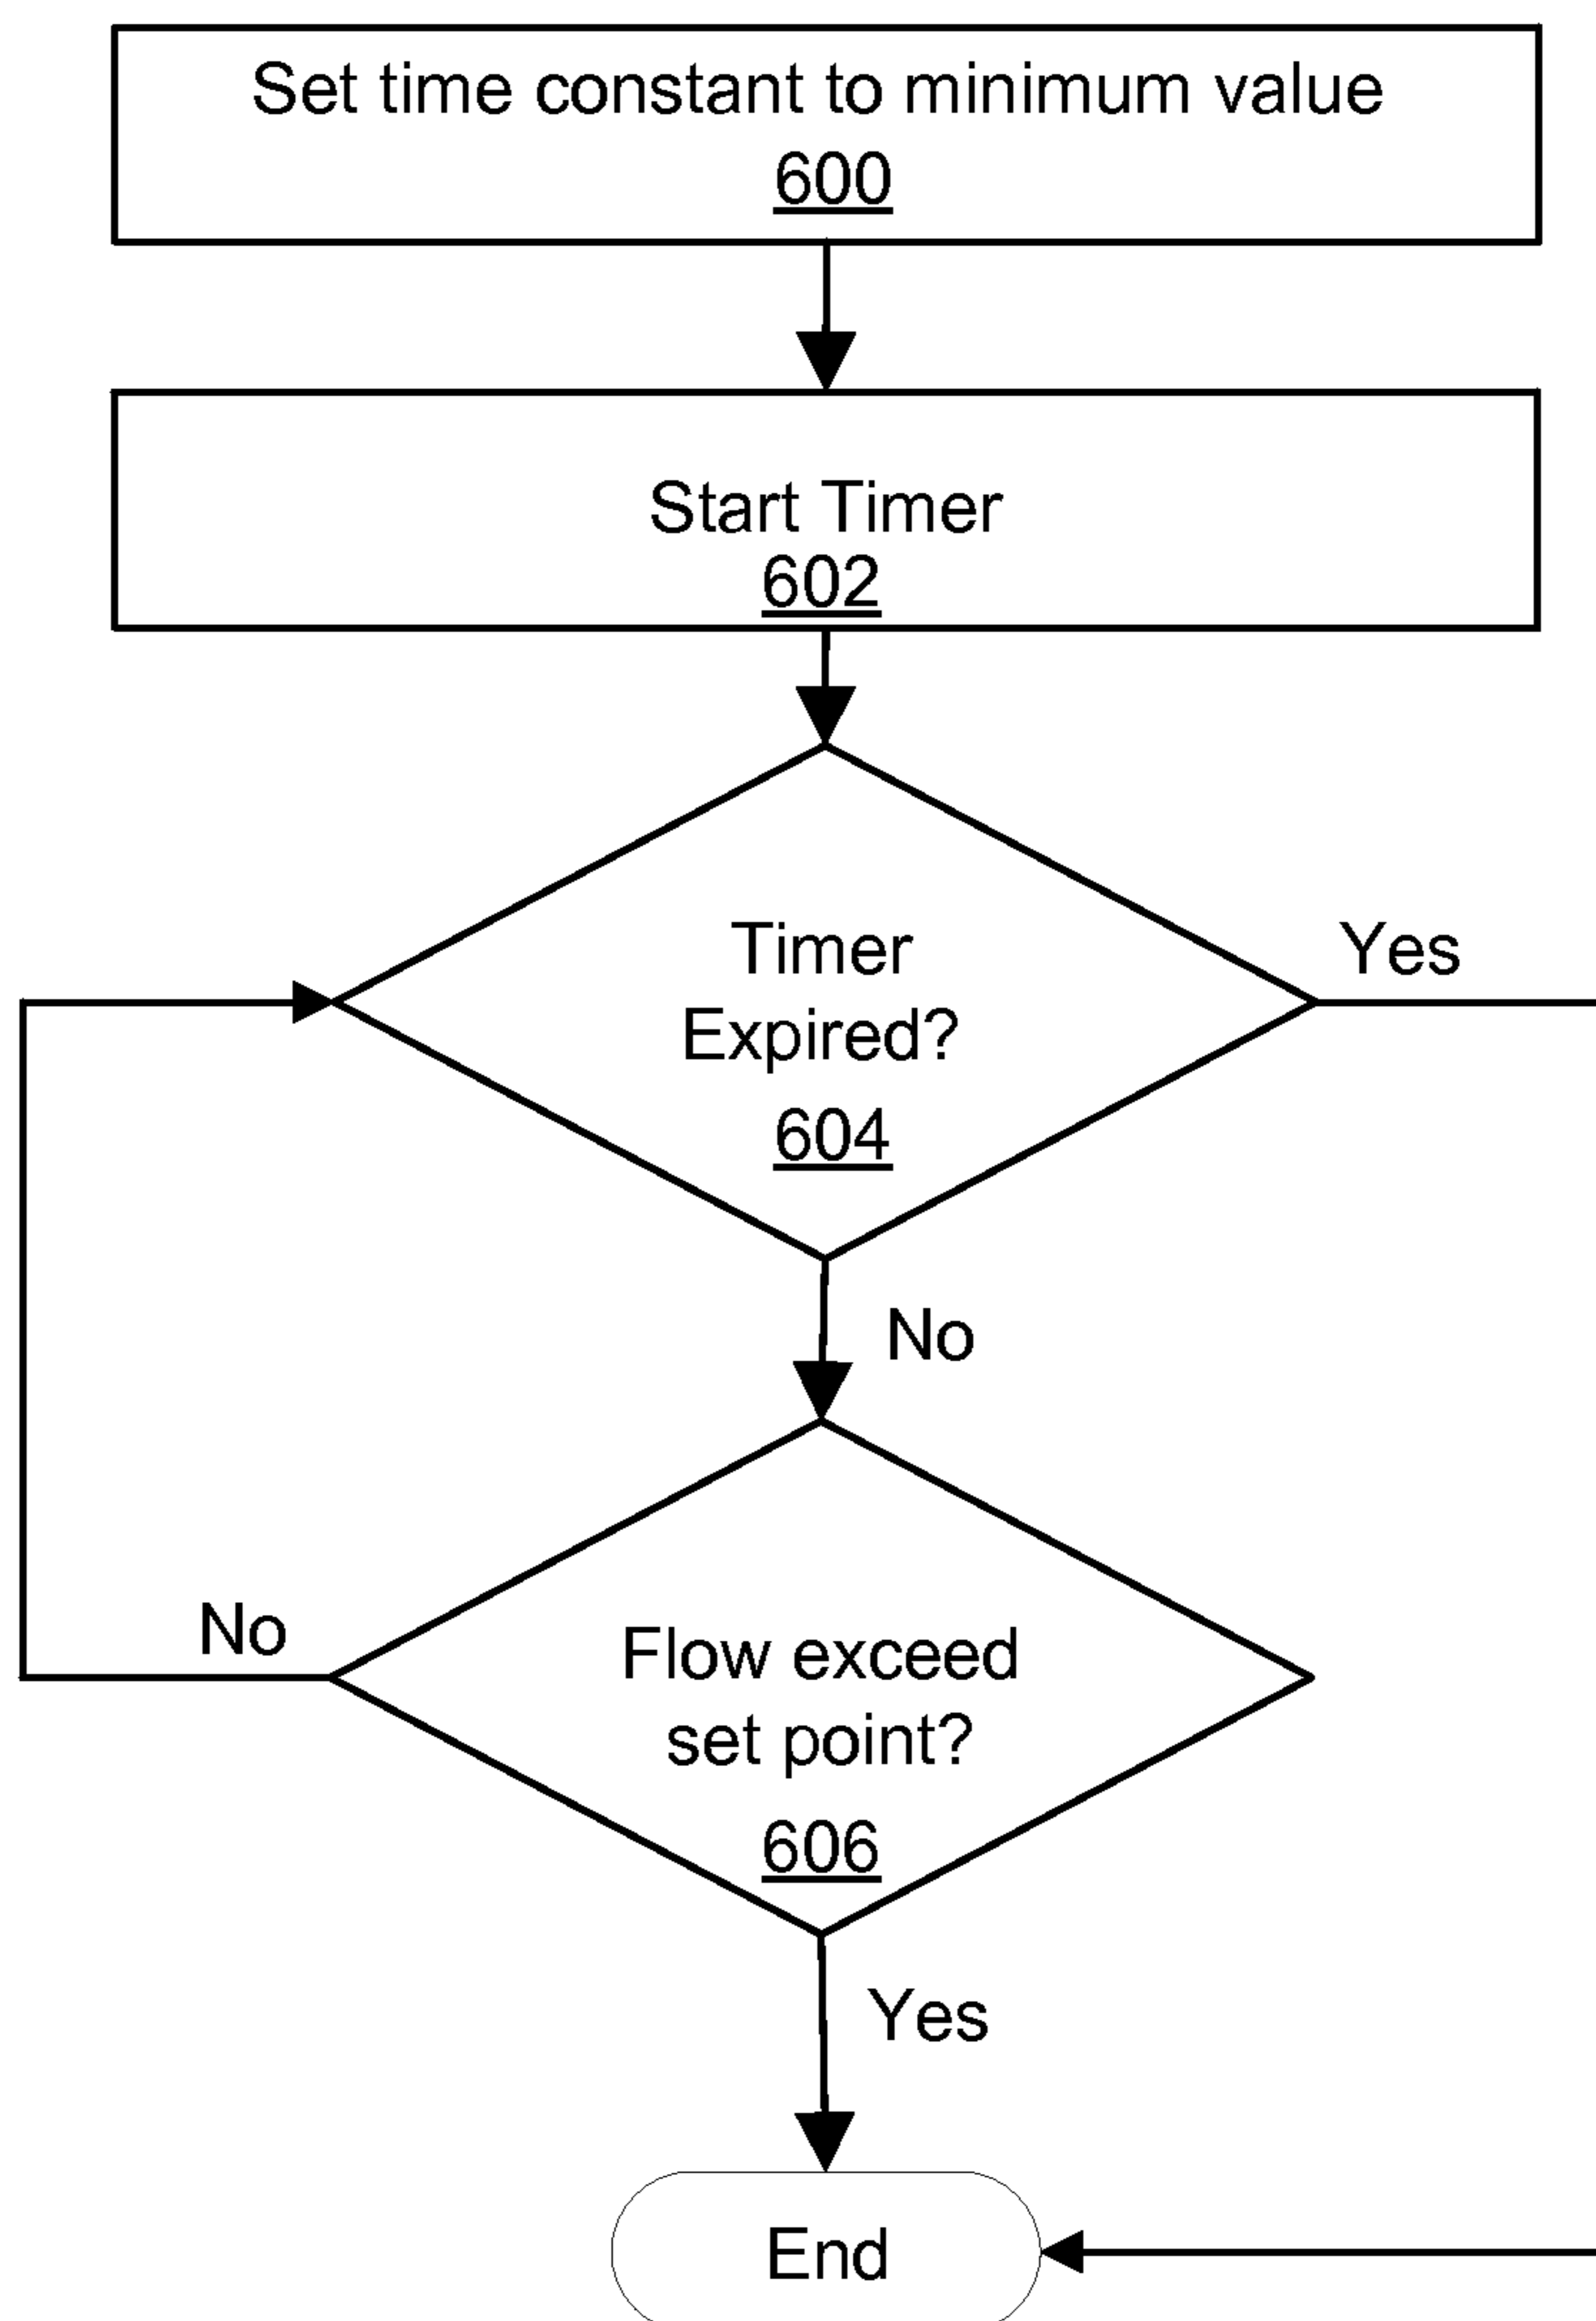 Set time constant to minimum value
600
Start Timer
602
Timer
Expired?
604
Yes
No
Flow exceed
set point?
606
No
Yes
End